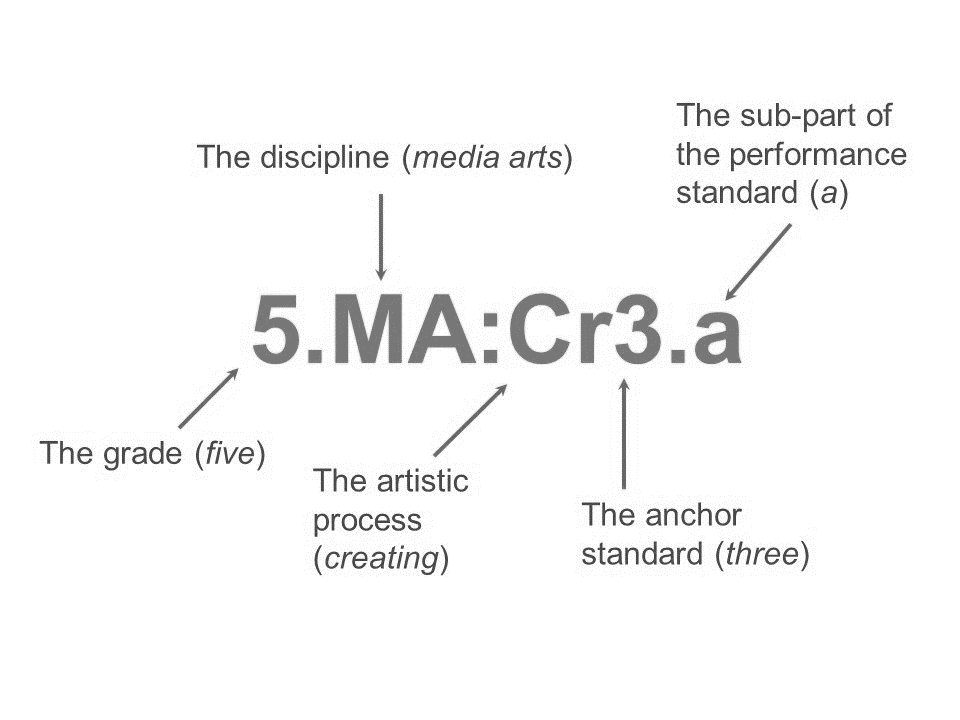 The sub-part of
the performance
standard (a)
The discipline (media arts)
5.MA:Cr3.a
The grade (five)
The artistic
process
(creating)
The anchor
standard (three)